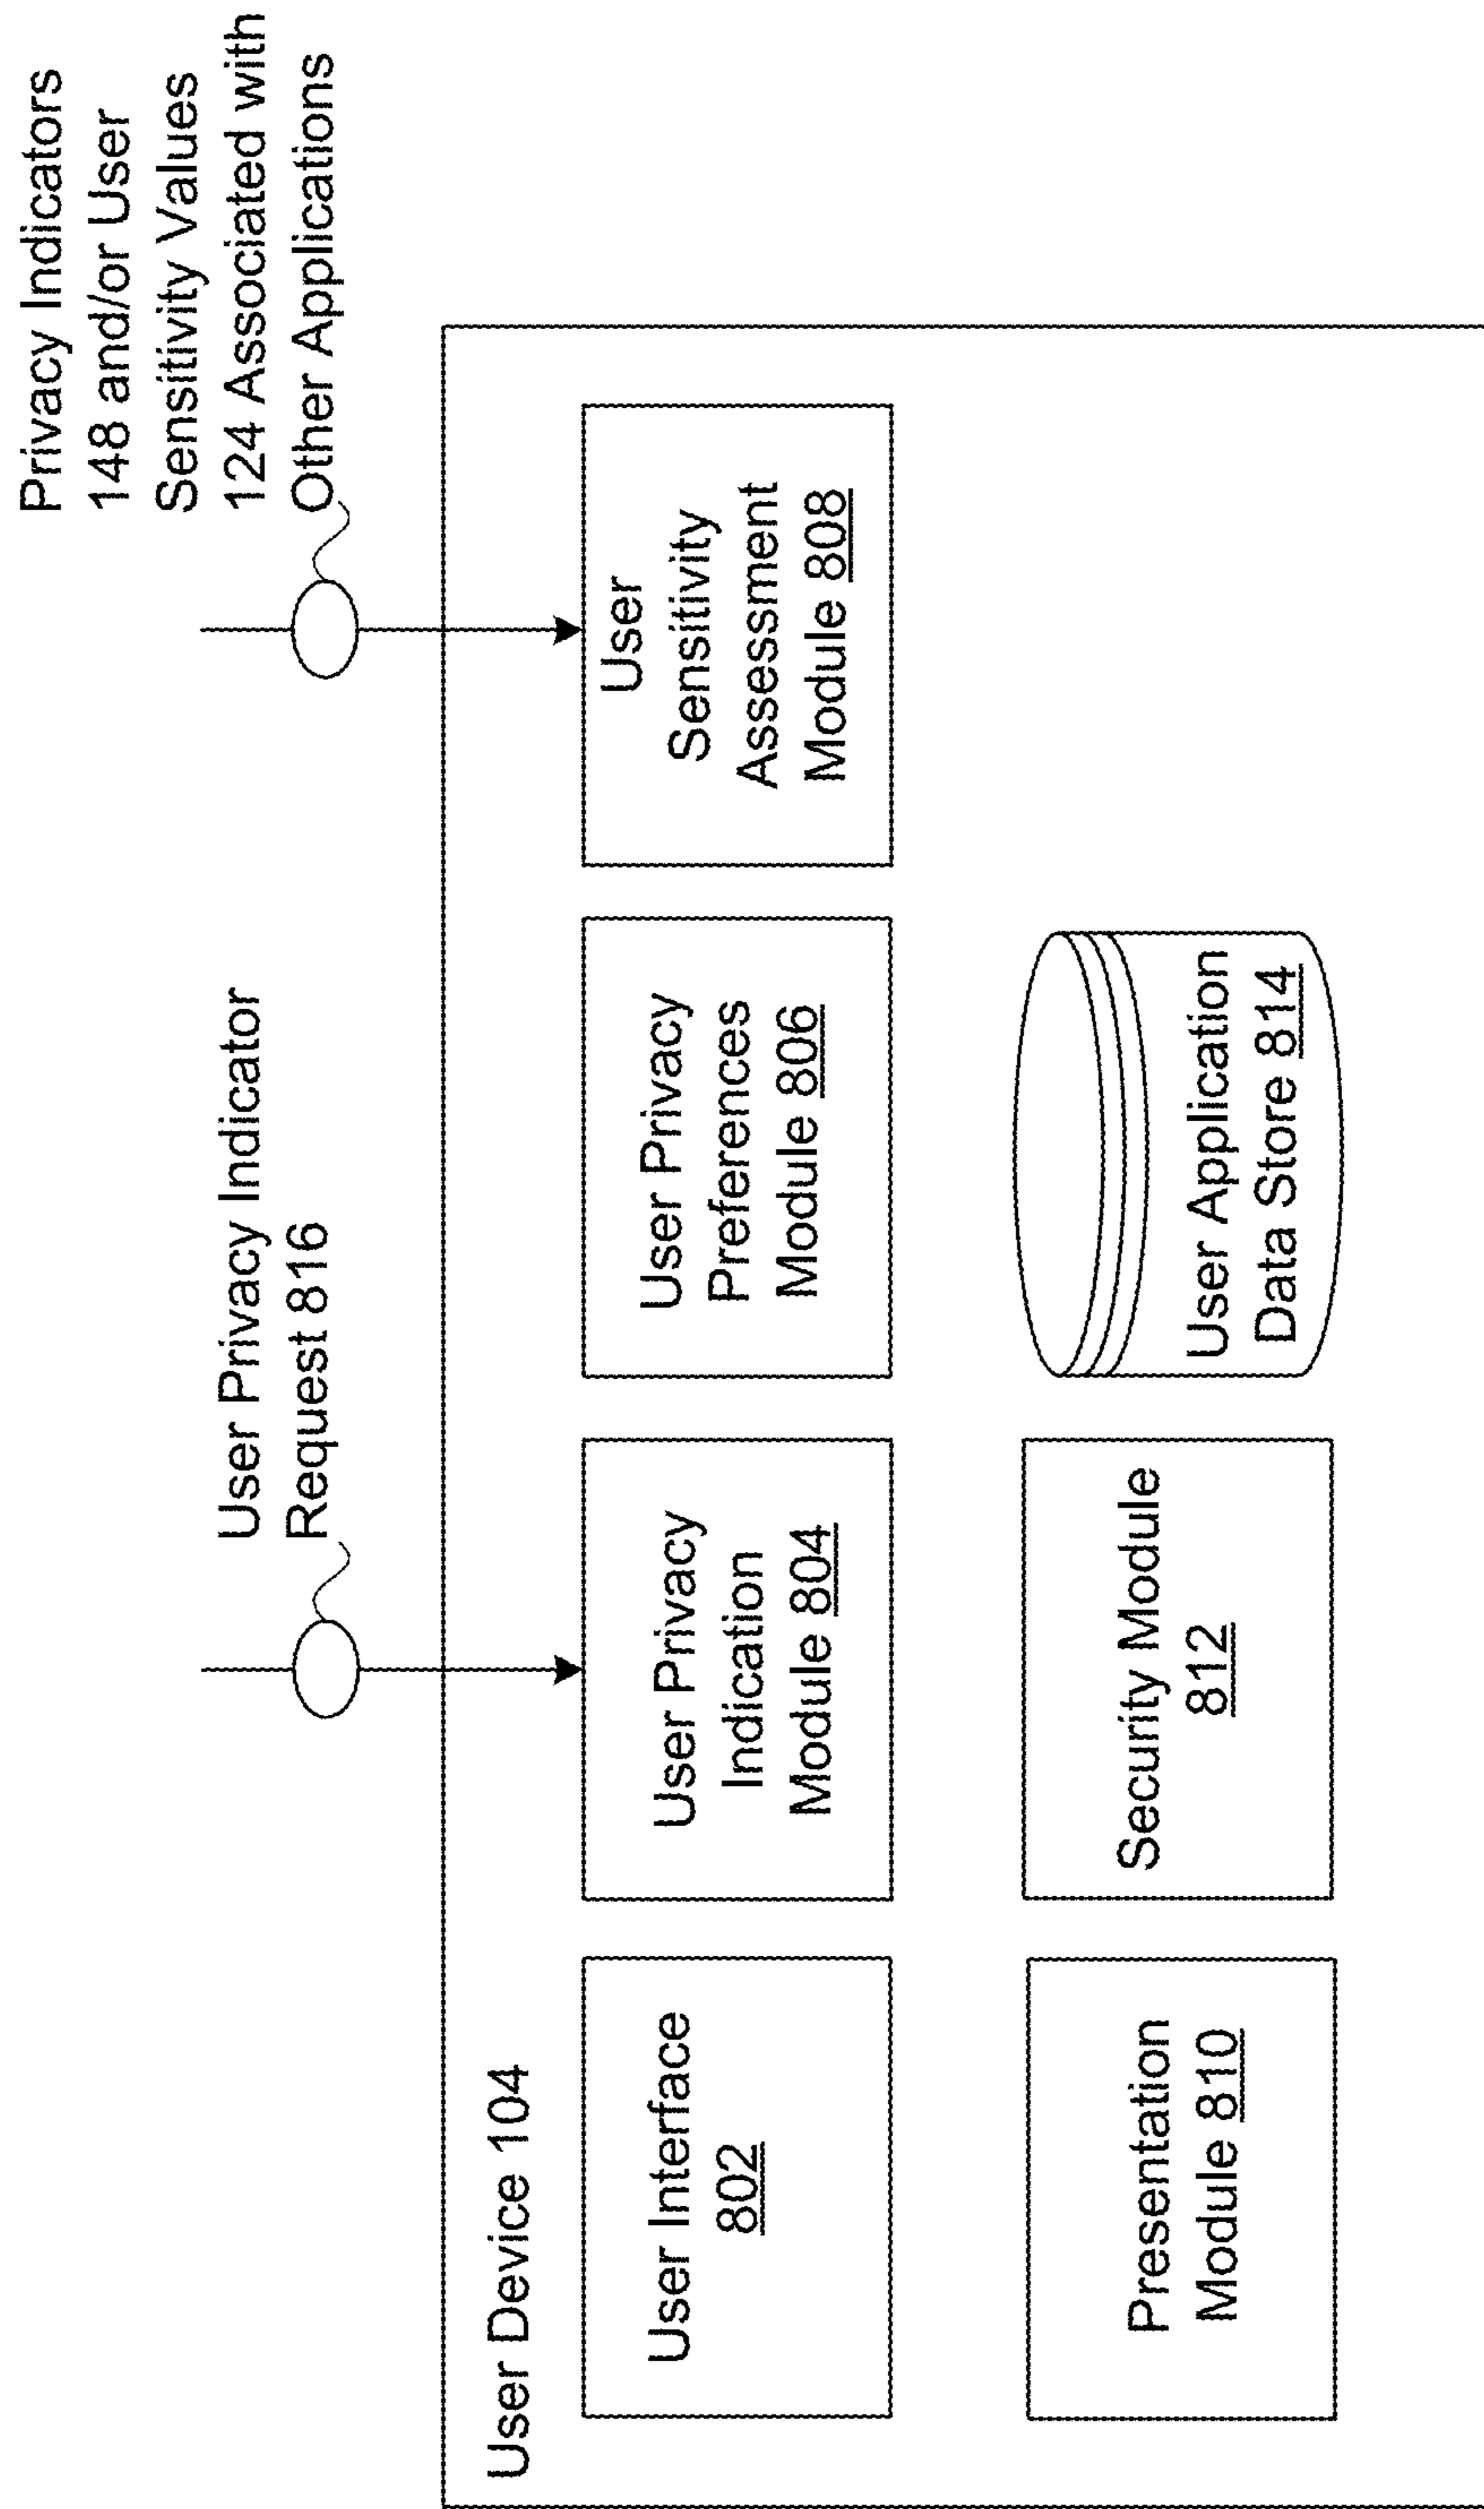 Privacy Indicators
148 and/or User
Sensitivity Values
124 Associated with
Other Applications
User Privacy Indicator
Request 816
User Device 104
User Interface
802
User Privacy
Indication
Module 804
User Privacy
Preferences
Module 806
User
Sensitivity
Assessment
Module 808
Presentation
Module 810
Security Module
812
User Application
Data Store 814